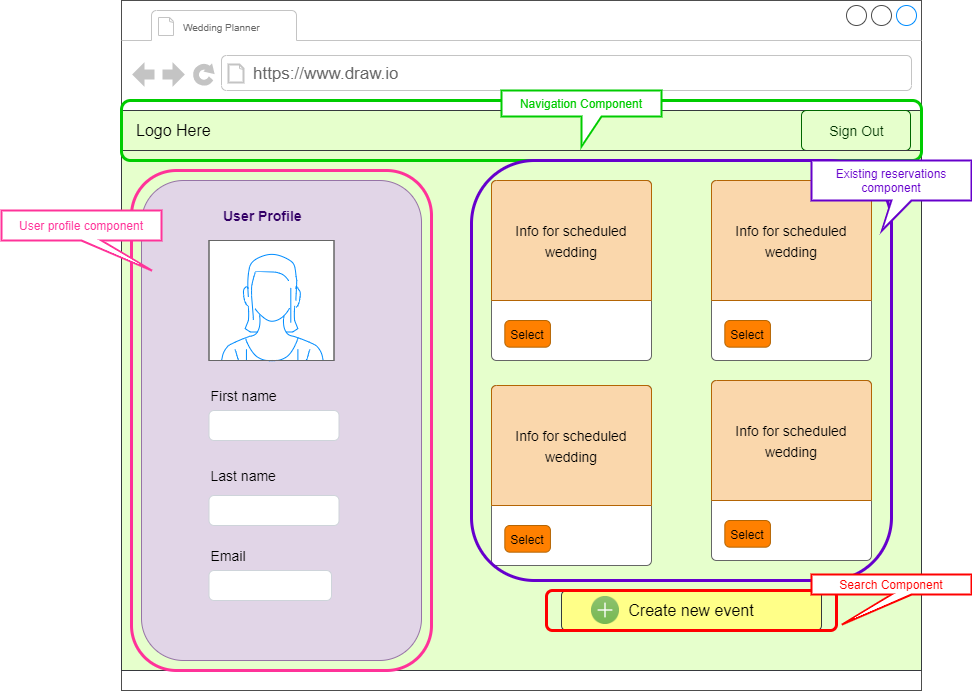 Wedding Planner
https://www.draw.io
Navigation Component
Logo Here
Sign Out
Existing reservations
component
User profile component
User Profile
Info for scheduled
wedding
Select
Info for scheduled
wedding
Select
First name
Last name
Email
Info for scheduled
wedding
Select
Info for scheduled
wedding
Select
Search Component
Create new event